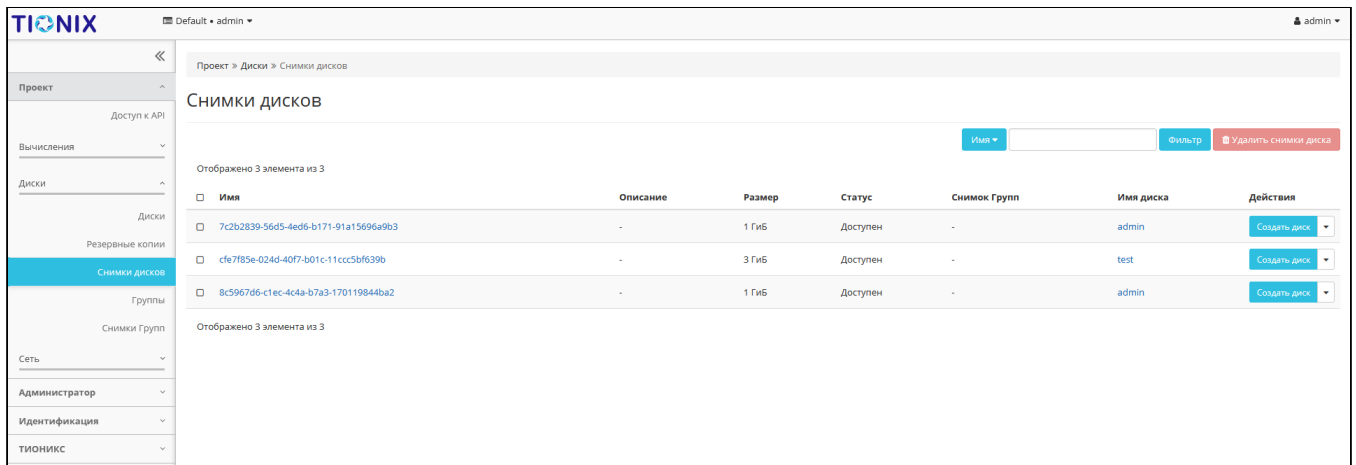 TIONIX
Default • admin
admin
Проект
Доступ к API
Вычисления
Диски
Диски
Резервные копии
Снимки дисков
Группы
Снимки Групп
Сеть
Администратор
Идентификация
ТИОНИКС
Проект » Диски » Снимки дисков
Снимки дисков
Имя Фильтр Удалить снимки диска
Отображено 3 элемента из 3
Имя Описание Размер Статус Снимок Групп Имя диска Действия
7c2b2839-56d5-4ed6-b171-91a15696a9b3 - 1 ГиБ Доступен - admin Создать диск
cfe7f85e-024d-40f7-b01c-11ccc5bf639b - 3 ГиБ Доступен - test Создать диск
8c5967d6-c1ec-4c4a-b7a3-170119844ba2 - 1 ГиБ Доступен - admin Создать диск
Отображено 3 элемента из 3